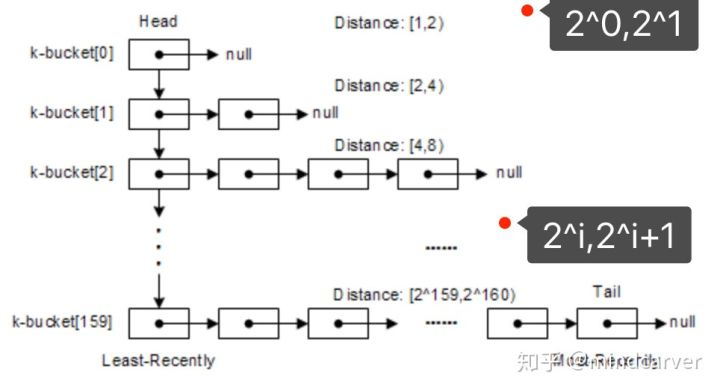 Head
Distance: [1,2)
2^0,2^1
k-bucket[0]
null
Distance: [2,4)
k-bucket[1]
null
Distance: [4,8)
k-bucket[2]
null
......
2^i,2^i+1
Distance: [2^159,2^160)
Tail
k-bucket[159]
......
null
Least-Recently
知乎 @mindcarver